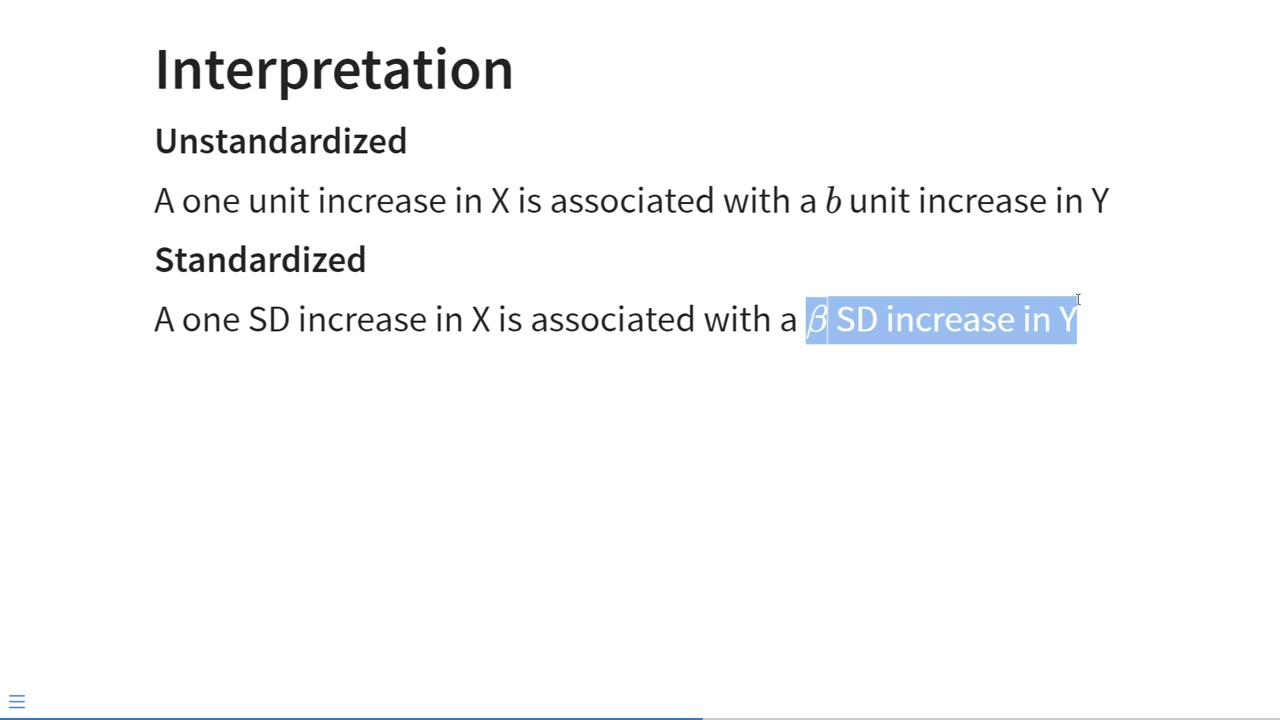 Interpretation
Unstandardized
A one unit increase in X is associated with a b unit increase in Y
Standardized
A one SD increase in X is associated with a β SD increase in Y